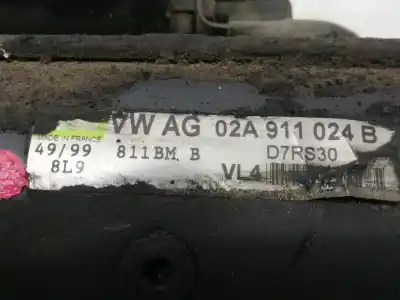 VW AG 02A 911 024 B
MADE IN FRANCE
49/99 811BM. B D7RS30
8L9 VL4